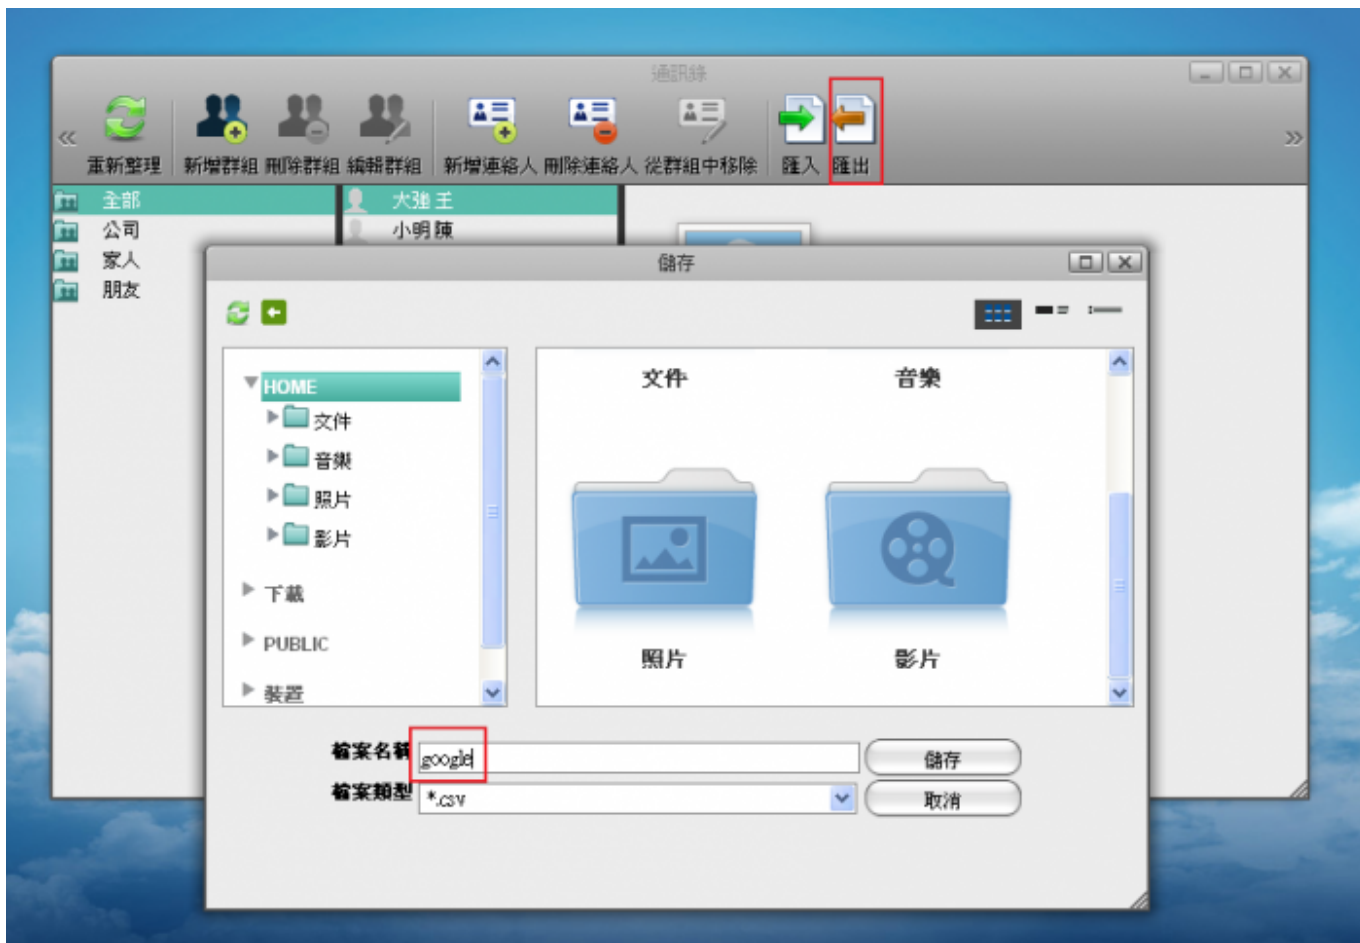 通訊錄
重新整理 新增群組 刪除群組 編輯群組 新增連絡人 刪除連絡人 從群組中移除 匯入 匯出
全部 大強 王
公司 小明 陳
家人
朋友
儲存
HOME
文件
音樂
照片
影片
下載
PUBLIC
裝置
文件 音樂
照片 影片
檔案名稱 google 儲存
檔案類型 *.csv 取消